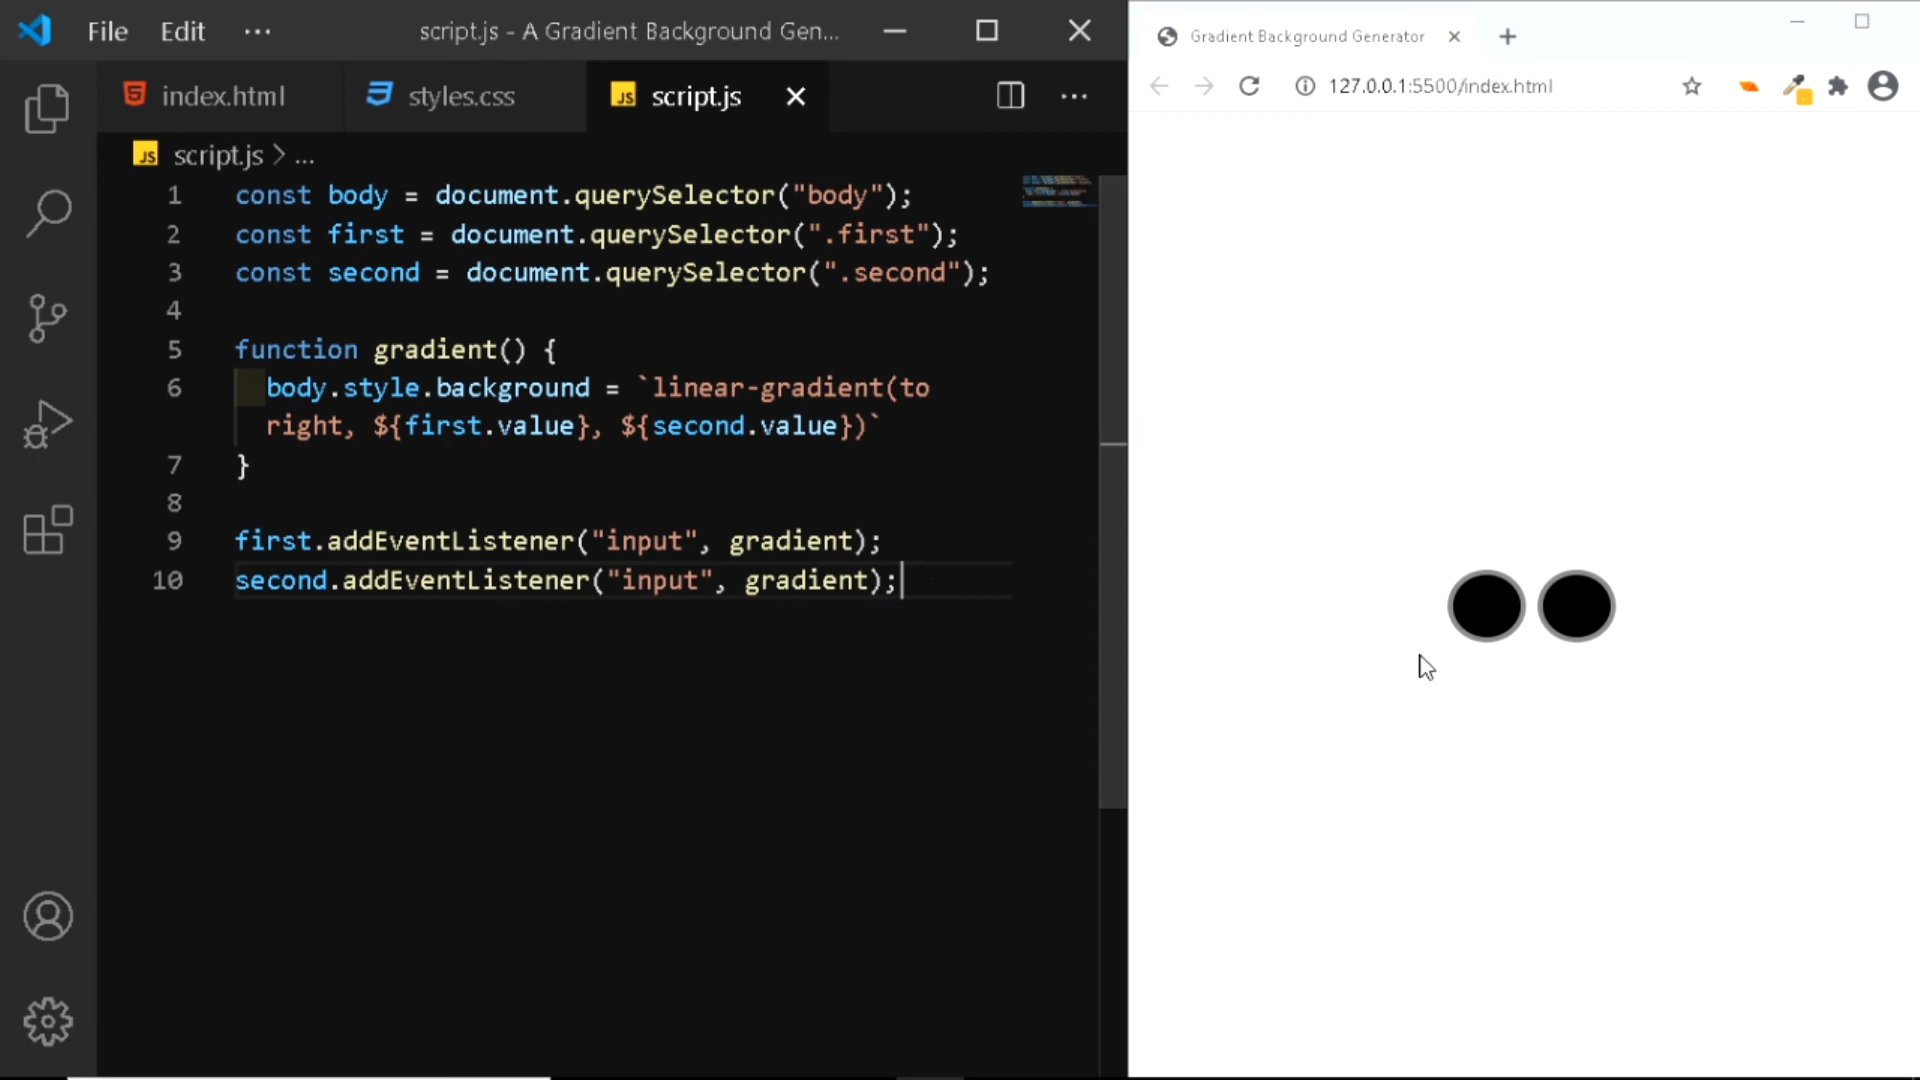 File Edit ··· script.js - A Gradient Background Gen...
index.html styles.css JS script.js
JS script.js > ...
1 const body = document.querySelector("body");
2 const first = document.querySelector(".first");
3 const second = document.querySelector(".second");
4
5 function gradient() {
6 body.style.background = `linear-gradient(to
right, ${first.value}, ${second.value})`
7 }
8
9 first.addEventListener("input", gradient);
10 second.addEventListener("input", gradient);
Gradient Background Generator
127.0.0.1:5500/index.html